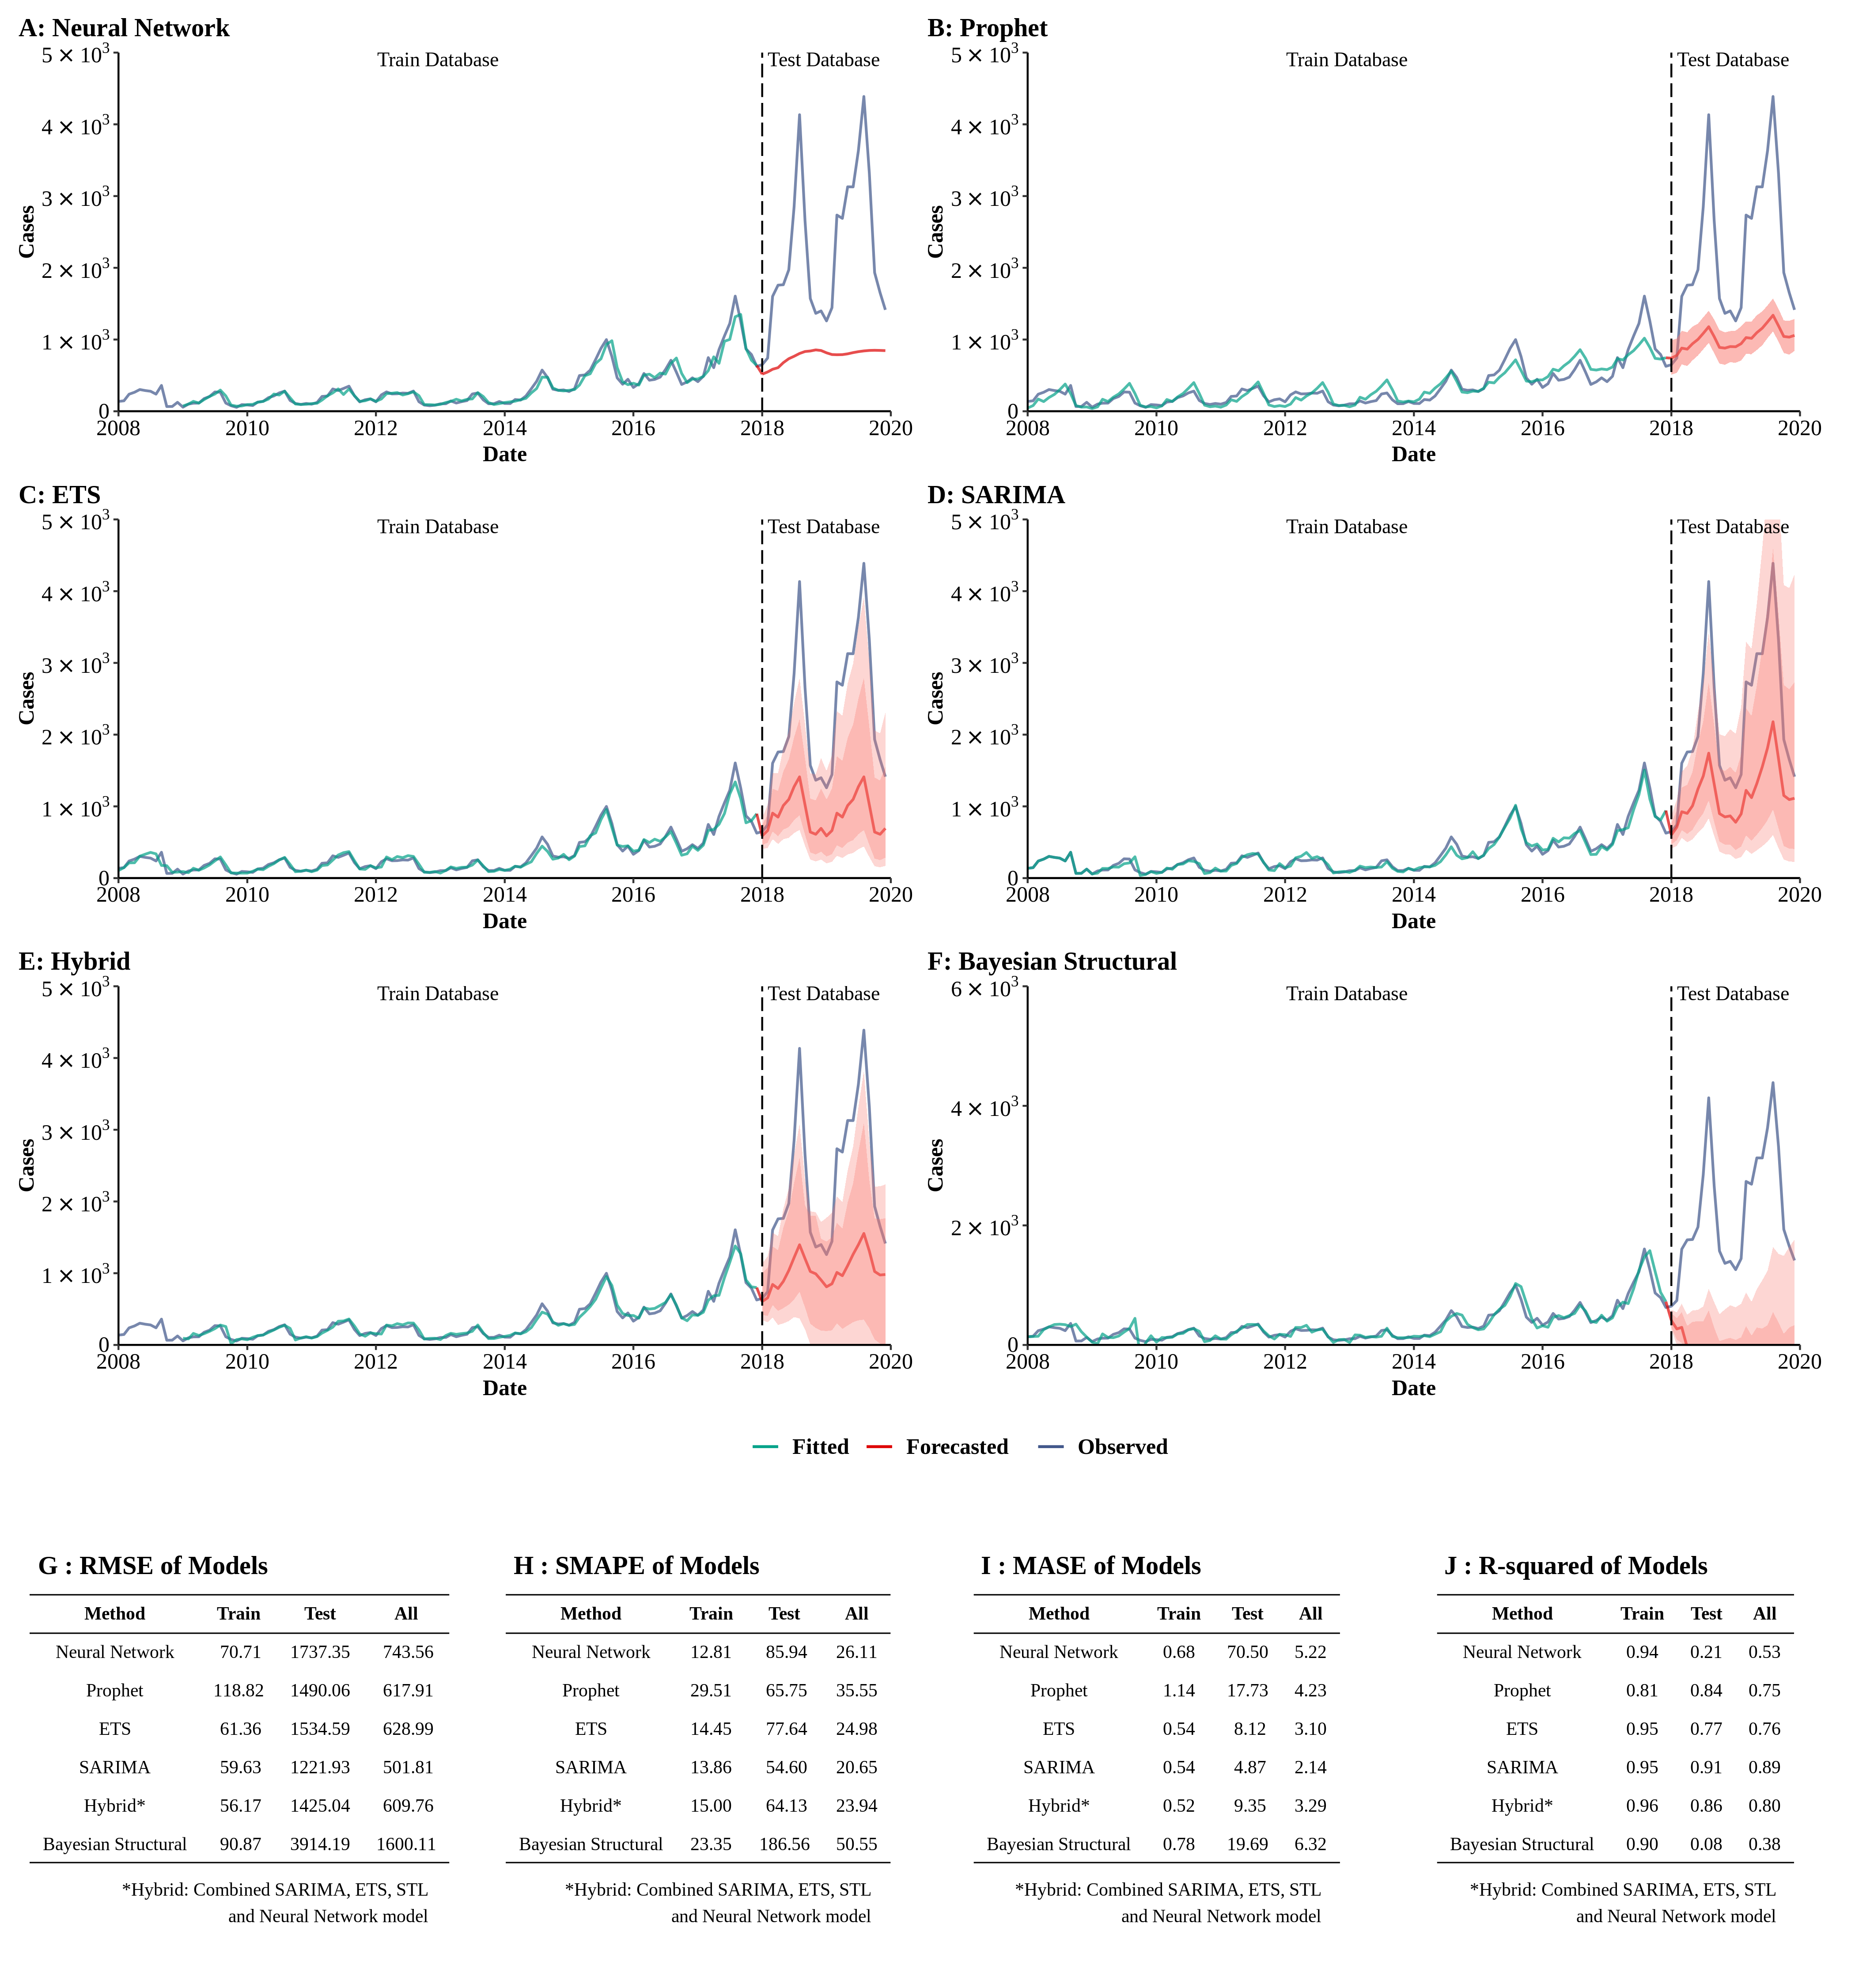 A: Neural Network
5 × 10³
4 × 10³
3 × 10³
2 × 10³
1 × 10³
0
Cases
Train Database
Test Database
2008 2010 2012 2014 2016 2018 2020
Date
B: Prophet
5 × 10³
4 × 10³
3 × 10³
2 × 10³
1 × 10³
0
Cases
Train Database
Test Database
2008 2010 2012 2014 2016 2018 2020
Date
C: ETS
5 × 10³
4 × 10³
3 × 10³
2 × 10³
1 × 10³
0
Cases
Train Database
Test Database
2008 2010 2012 2014 2016 2018 2020
Date
D: SARIMA
5 × 10³
4 × 10³
3 × 10³
2 × 10³
1 × 10³
0
Cases
Train Database
Test Database
2008 2010 2012 2014 2016 2018 2020
Date
E: Hybrid
5 × 10³
4 × 10³
3 × 10³
2 × 10³
1 × 10³
0
Cases
Train Database
Test Database
2008 2010 2012 2014 2016 2018 2020
Date
F: Bayesian Structural
6 × 10³
4 × 10³
2 × 10³
0
Cases
Train Database
Test Database
2008 2010 2012 2014 2016 2018 2020
Date
Fitted Forecasted Observed
G : RMSE of Models
Method Train Test All
Neural Network 70.71 1737.35 743.56
Prophet 118.82 1490.06 617.91
ETS 61.36 1534.59 628.99
SARIMA 59.63 1221.93 501.81
Hybrid* 56.17 1425.04 609.76
Bayesian Structural 90.87 3914.19 1600.11
*Hybrid: Combined SARIMA, ETS, STL
and Neural Network model
H : SMAPE of Models
Method Train Test All
Neural Network 12.81 85.94 26.11
Prophet 29.51 65.75 35.55
ETS 14.45 77.64 24.98
SARIMA 13.86 54.60 20.65
Hybrid* 15.00 64.13 23.94
Bayesian Structural 23.35 186.56 50.55
*Hybrid: Combined SARIMA, ETS, STL
and Neural Network model
I : MASE of Models
Method Train Test All
Neural Network 0.68 70.50 5.22
Prophet 1.14 17.73 4.23
ETS 0.54 8.12 3.10
SARIMA 0.54 4.87 2.14
Hybrid* 0.52 9.35 3.29
Bayesian Structural 0.78 19.69 6.32
*Hybrid: Combined SARIMA, ETS, STL
and Neural Network model
J : R-squared of Models
Method Train Test All
Neural Network 0.94 0.21 0.53
Prophet 0.81 0.84 0.75
ETS 0.95 0.77 0.76
SARIMA 0.95 0.91 0.89
Hybrid* 0.96 0.86 0.80
Bayesian Structural 0.90 0.08 0.38
*Hybrid: Combined SARIMA, ETS, STL
and Neural Network model